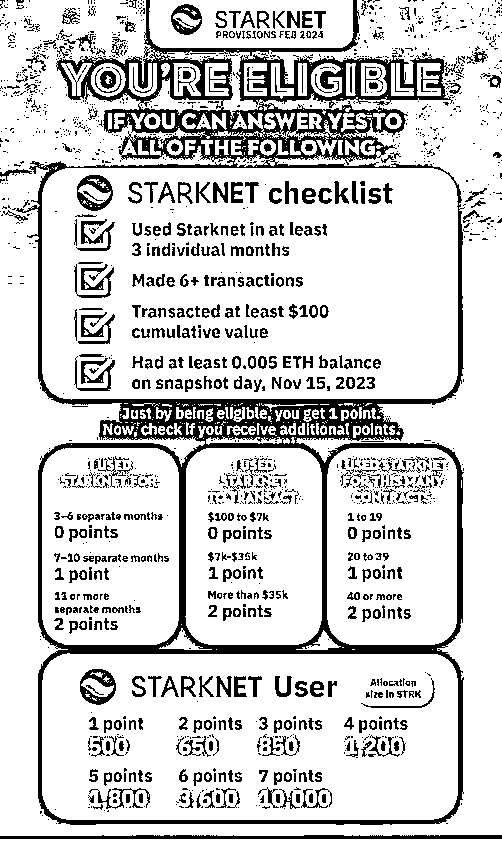 STARKNET
PROVISIONS FEB 2024
YOU'RE ELIGIBLE
IF YOU CAN ANSWER YES TO
ALL OF THE FOLLOWING:
STARKNET checklist
Used Starknet in at least
3 individual months
Made 6+ transactions
Transacted at least $100
cumulative value
Had at least 0.005 ETH balance
on snapshot day, Nov 15, 2023
Just by being eligible, you get 1 point.
Now, check if you receive additional points.
I USED
STARKNET FOR
3-6 separate months
0 points
7-10 separate months
1 point
11 or more
separate months
2 points
I USED
STARKNET
TO TRANSACT
$100 to $7k
0 points
$7k-$35k
1 point
More than $35k
2 points
I USED STARKNET
FOR THIS MANY
CONTRACTS
1 to 19
0 points
20 to 39
1 point
40 or more
2 points
STARKNET User
Allocation
size in STRK
1 point 2 points 3 points 4 points
500 650 850 1,200
5 points 6 points 7 points
1,800 3,600 10,000